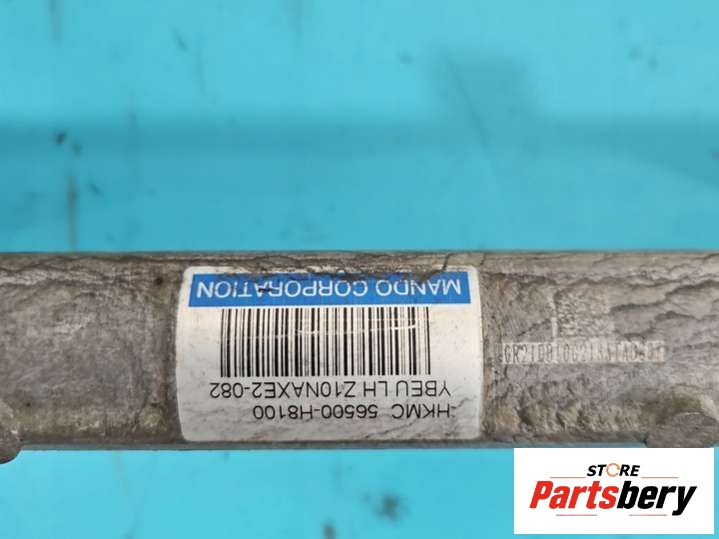 MANDO CORPORATION
YBEU LH Z10NAXE2-082
HKMC 56500-H8100
STORE
Partsbery